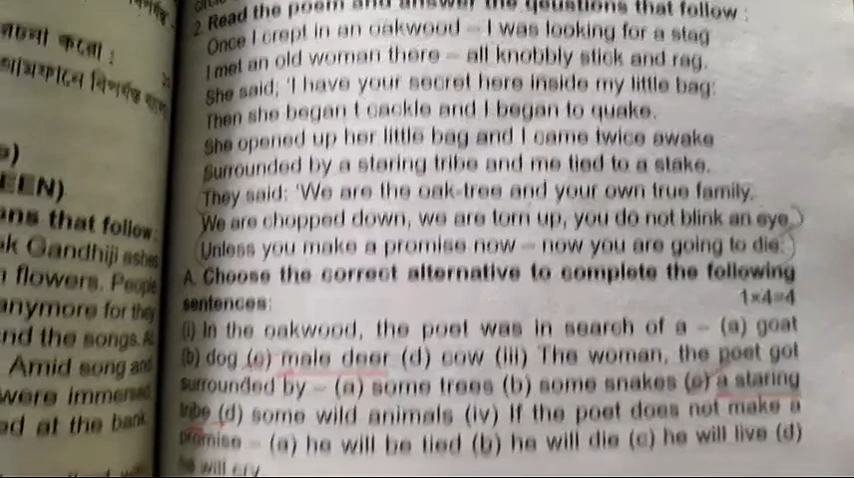 রচনা করো :
2. Read the poem and answer the qeustions that follow :
Once I crept in an oakwood – I was looking for a stag
I met an old woman there – all knobbly stick and rag.
She said, 'I have your secret here inside my little bag:
Then she began t cackle and I began to quake.
She opened up her little bag and I came twice awake
Surrounded by a staring tribe and me tied to a stake.
They said: 'We are the oak-tree and your own true family.
We are chopped down, we are torn up, you do not blink an eye
Unless you make a promise now – now you are going to die.
A. Choose the correct alternative to complete the following
sentences: 1×4=4
(i) In the oakwood, the poet was in search of a – (a) goat
(b) dog (c) male deer (d) cow (iii) The woman, the poet got
surrounded by – (a) some trees (b) some snakes (c) a staring
tribe (d) some wild animals (iv) If the poet does not make a
promise – (a) he will be tied (b) he will die (c) he will live (d)
he will cry
EEN)
ans that follow:
k Gandhiji ashes
flowers. People
anymore for they
nd the songs.
Amid song and
were immersed
ed at the bank